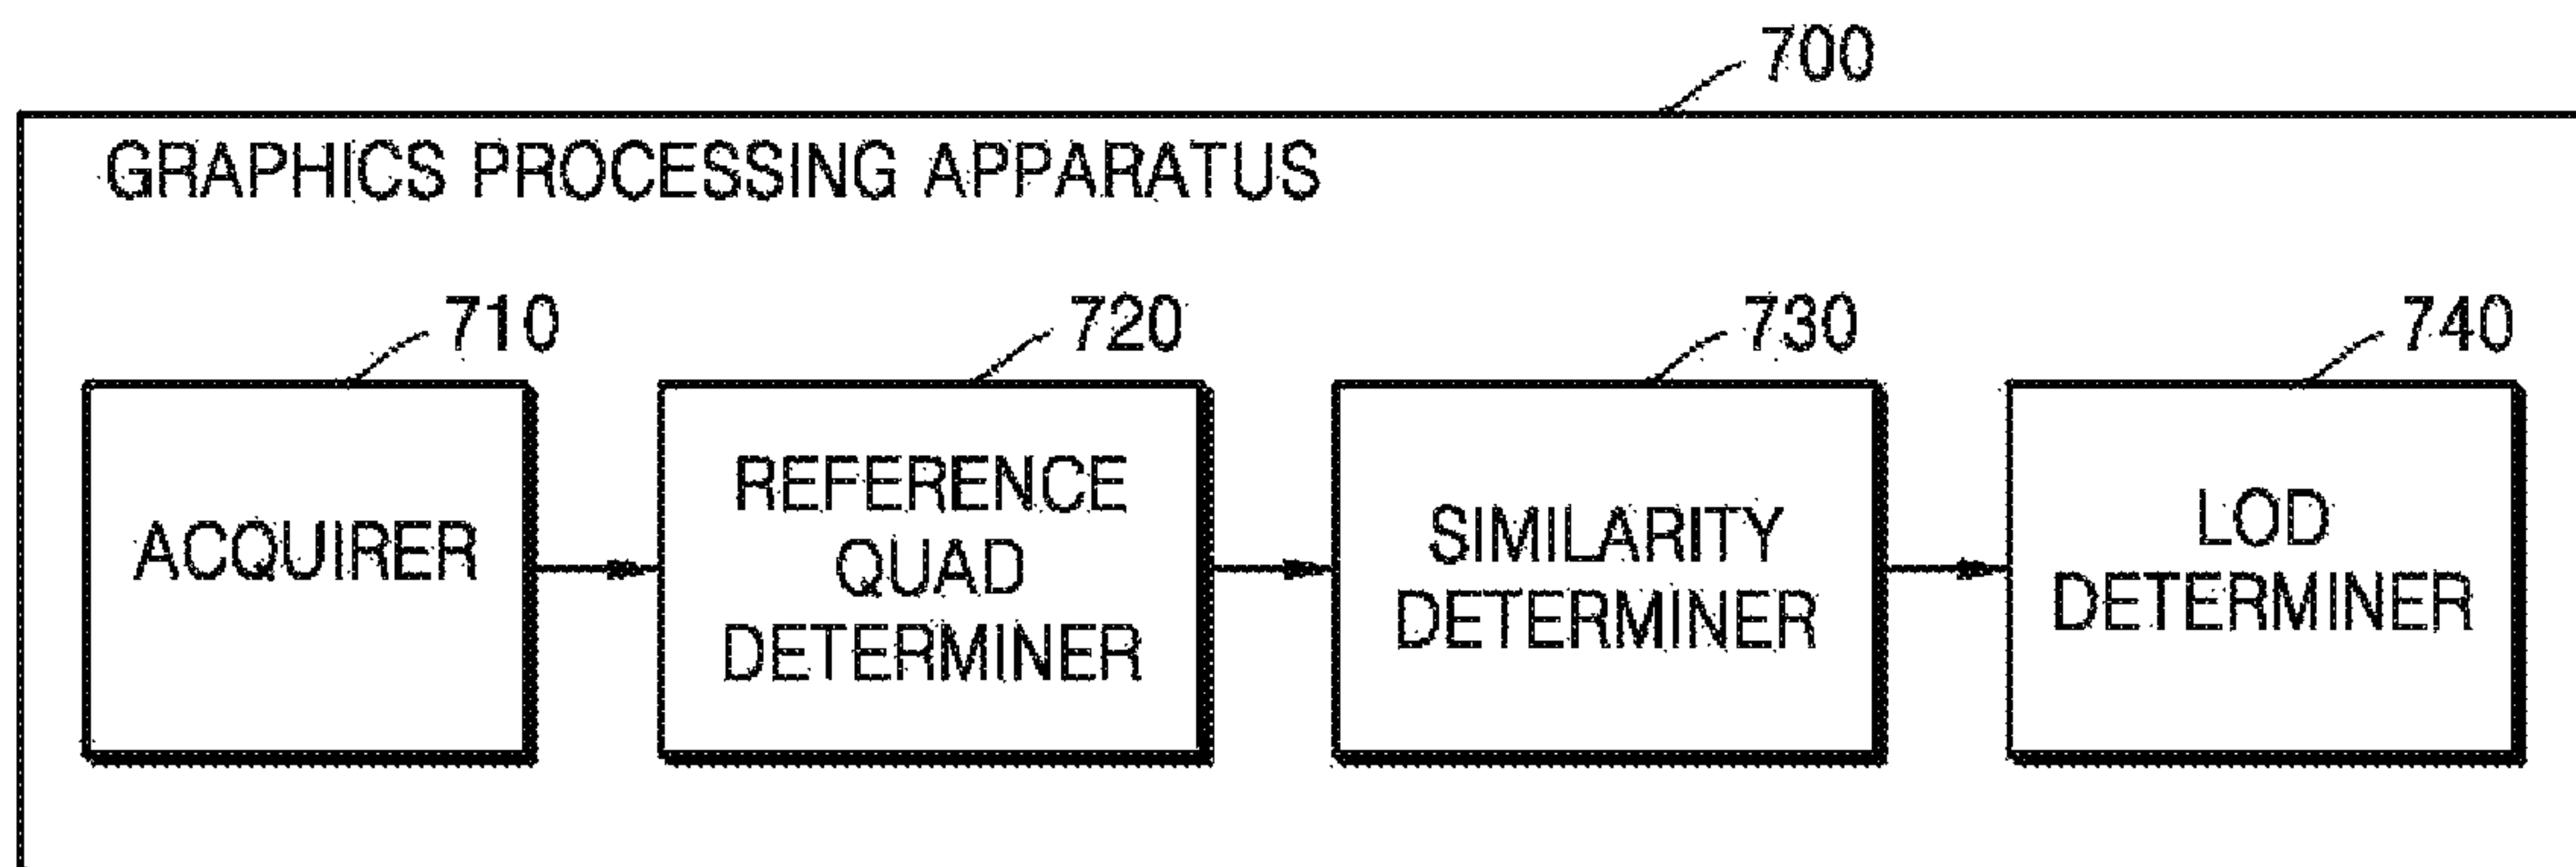 700
GRAPHICS PROCESSING APPARATUS
710
720
730
740
ACQUIRER
REFERENCE
QUAD
DETERMINER
SIMILARITY
DETERMINER
LOD
DETERMINER